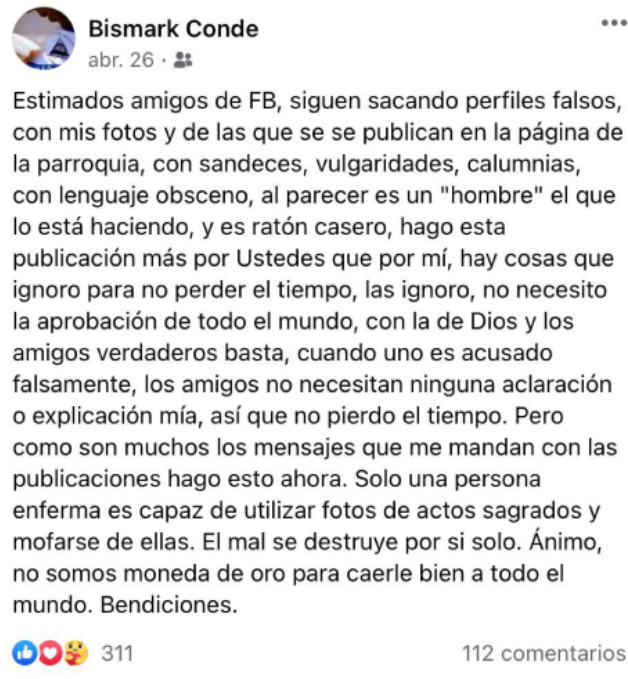 Bismark Conde
abr. 26 ·
Estimados amigos de FB, siguen sacando perfiles falsos,
con mis fotos y de las que se se publican en la página de
la parroquia, con sandeces, vulgaridades, calumnias,
con lenguaje obsceno, al parecer es un "hombre" el que
lo está haciendo, y es ratón casero, hago esta
publicación más por Ustedes que por mí, hay cosas que
ignoro para no perder el tiempo, las ignoro, no necesito
la aprobación de todo el mundo, con la de Dios y los
amigos verdaderos basta, cuando uno es acusado
falsamente, los amigos no necesitan ninguna aclaración
o explicación mía, así que no pierdo el tiempo. Pero
como son muchos los mensajes que me mandan con las
publicaciones hago esto ahora. Solo una persona
enferma es capaz de utilizar fotos de actos sagrados y
mofarse de ellas. El mal se destruye por si solo. Ánimo,
no somos moneda de oro para caerle bien a todo el
mundo. Bendiciones.
311
112 comentarios